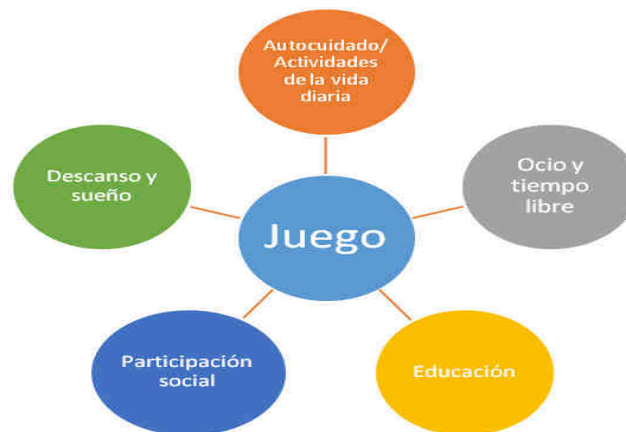 Autocuidado/
Actividades
de la vida
diaria
Descanso y
sueño
Ocio y
tiempo
libre
Juego
Participación
social
Educación